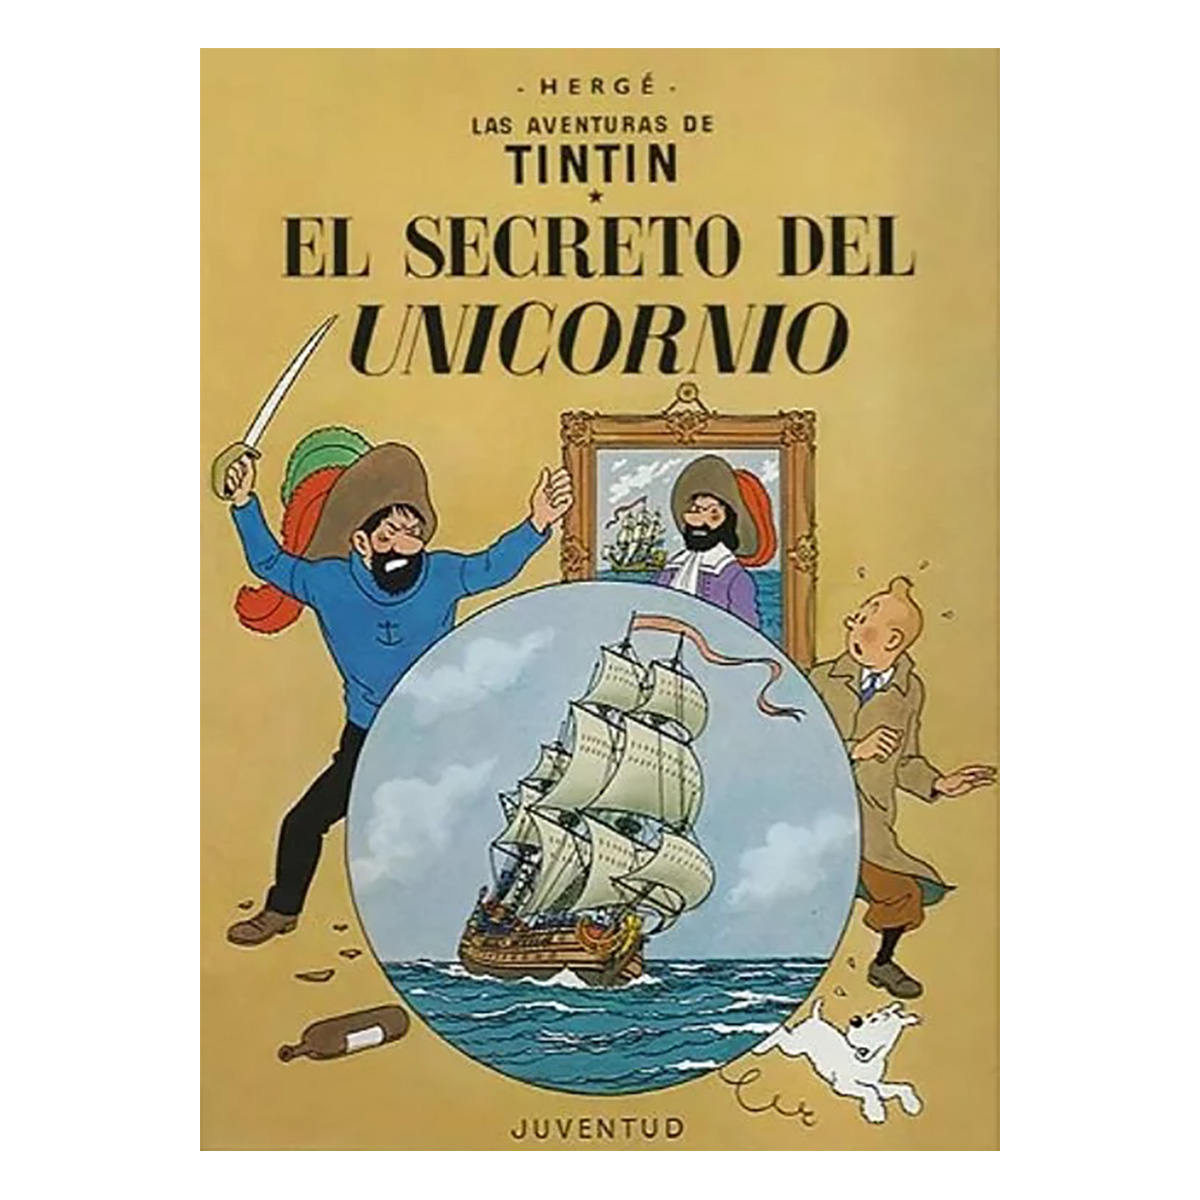 - HERGÉ -
LAS AVENTURAS DE
TINTIN
★
EL SECRETO DEL
UNICORNIO
JUVENTUD